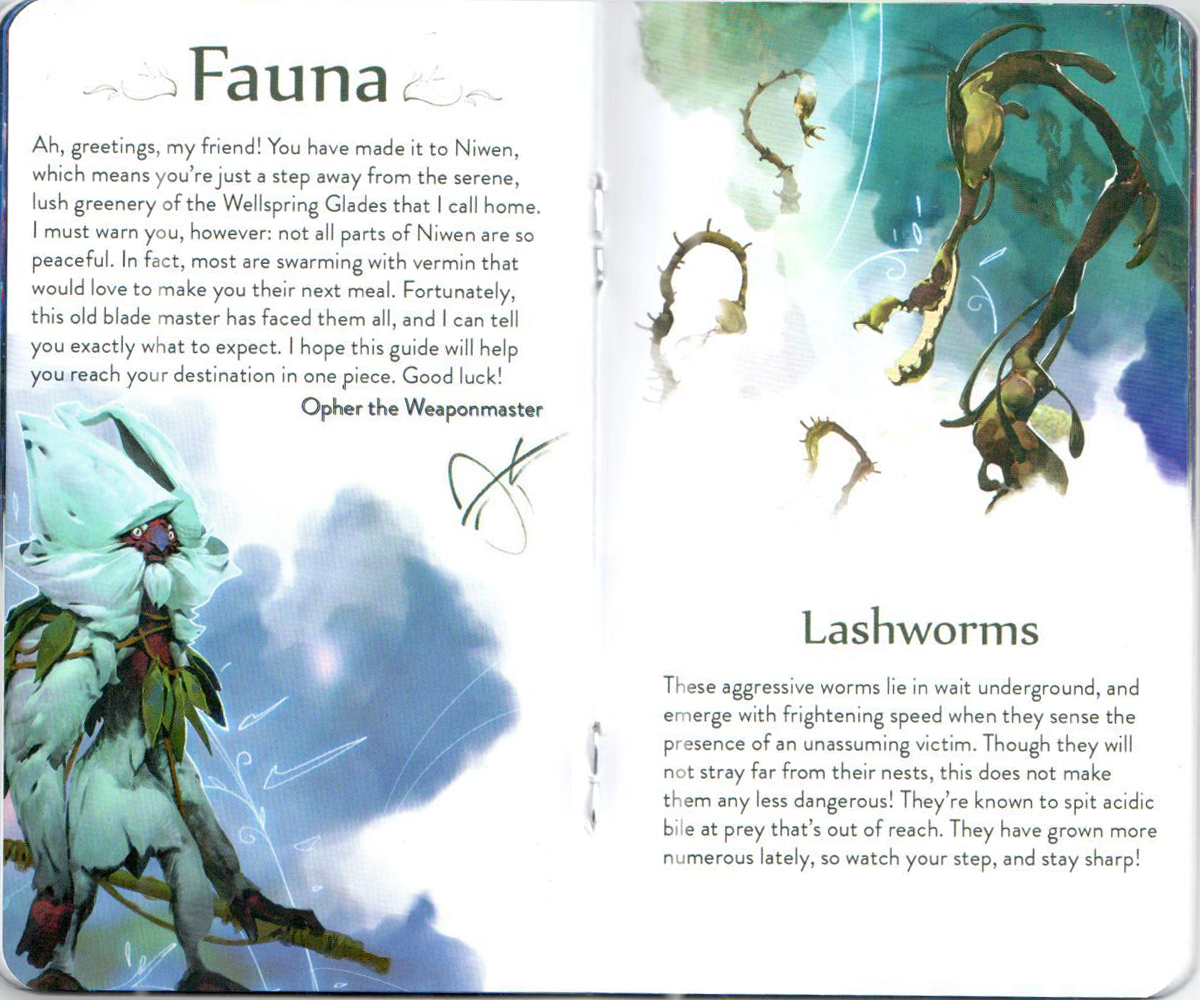 Fauna
Ah, greetings, my friend! You have made it to Niwen,
which means you're just a step away from the serene,
lush greenery of the Wellspring Glades that I call home.
I must warn you, however: not all parts of Niwen are so
peaceful. In fact, most are swarming with vermin that
would love to make you their next meal. Fortunately,
this old blade master has faced them all, and I can tell
you exactly what to expect. I hope this guide will help
you reach your destination in one piece. Good luck!
Opher the Weaponmaster
Lashworms
These aggressive worms lie in wait underground, and
emerge with frightening speed when they sense the
presence of an unassuming victim. Though they will
not stray far from their nests, this does not make
them any less dangerous! They're known to spit acidic
bile at prey that's out of reach. They have grown more
numerous lately, so watch your step, and stay sharp!